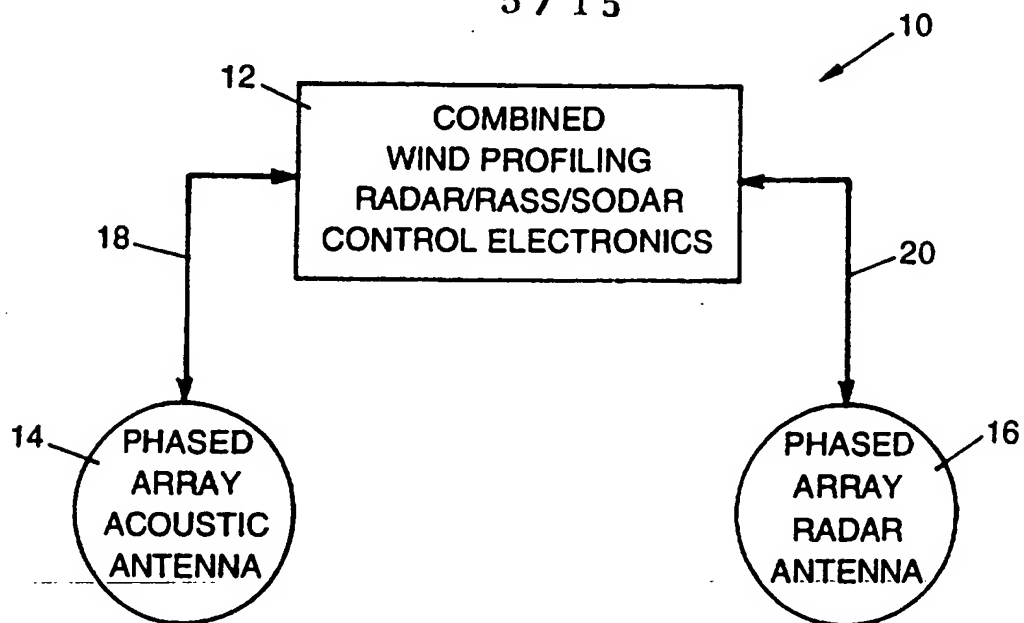 10
12
COMBINED
WIND PROFILING
RADAR/RASS/SODAR
CONTROL ELECTRONICS
18
20
14
PHASED
ARRAY
ACOUSTIC
ANTENNA
PHASED
ARRAY
RADAR
ANTENNA
16